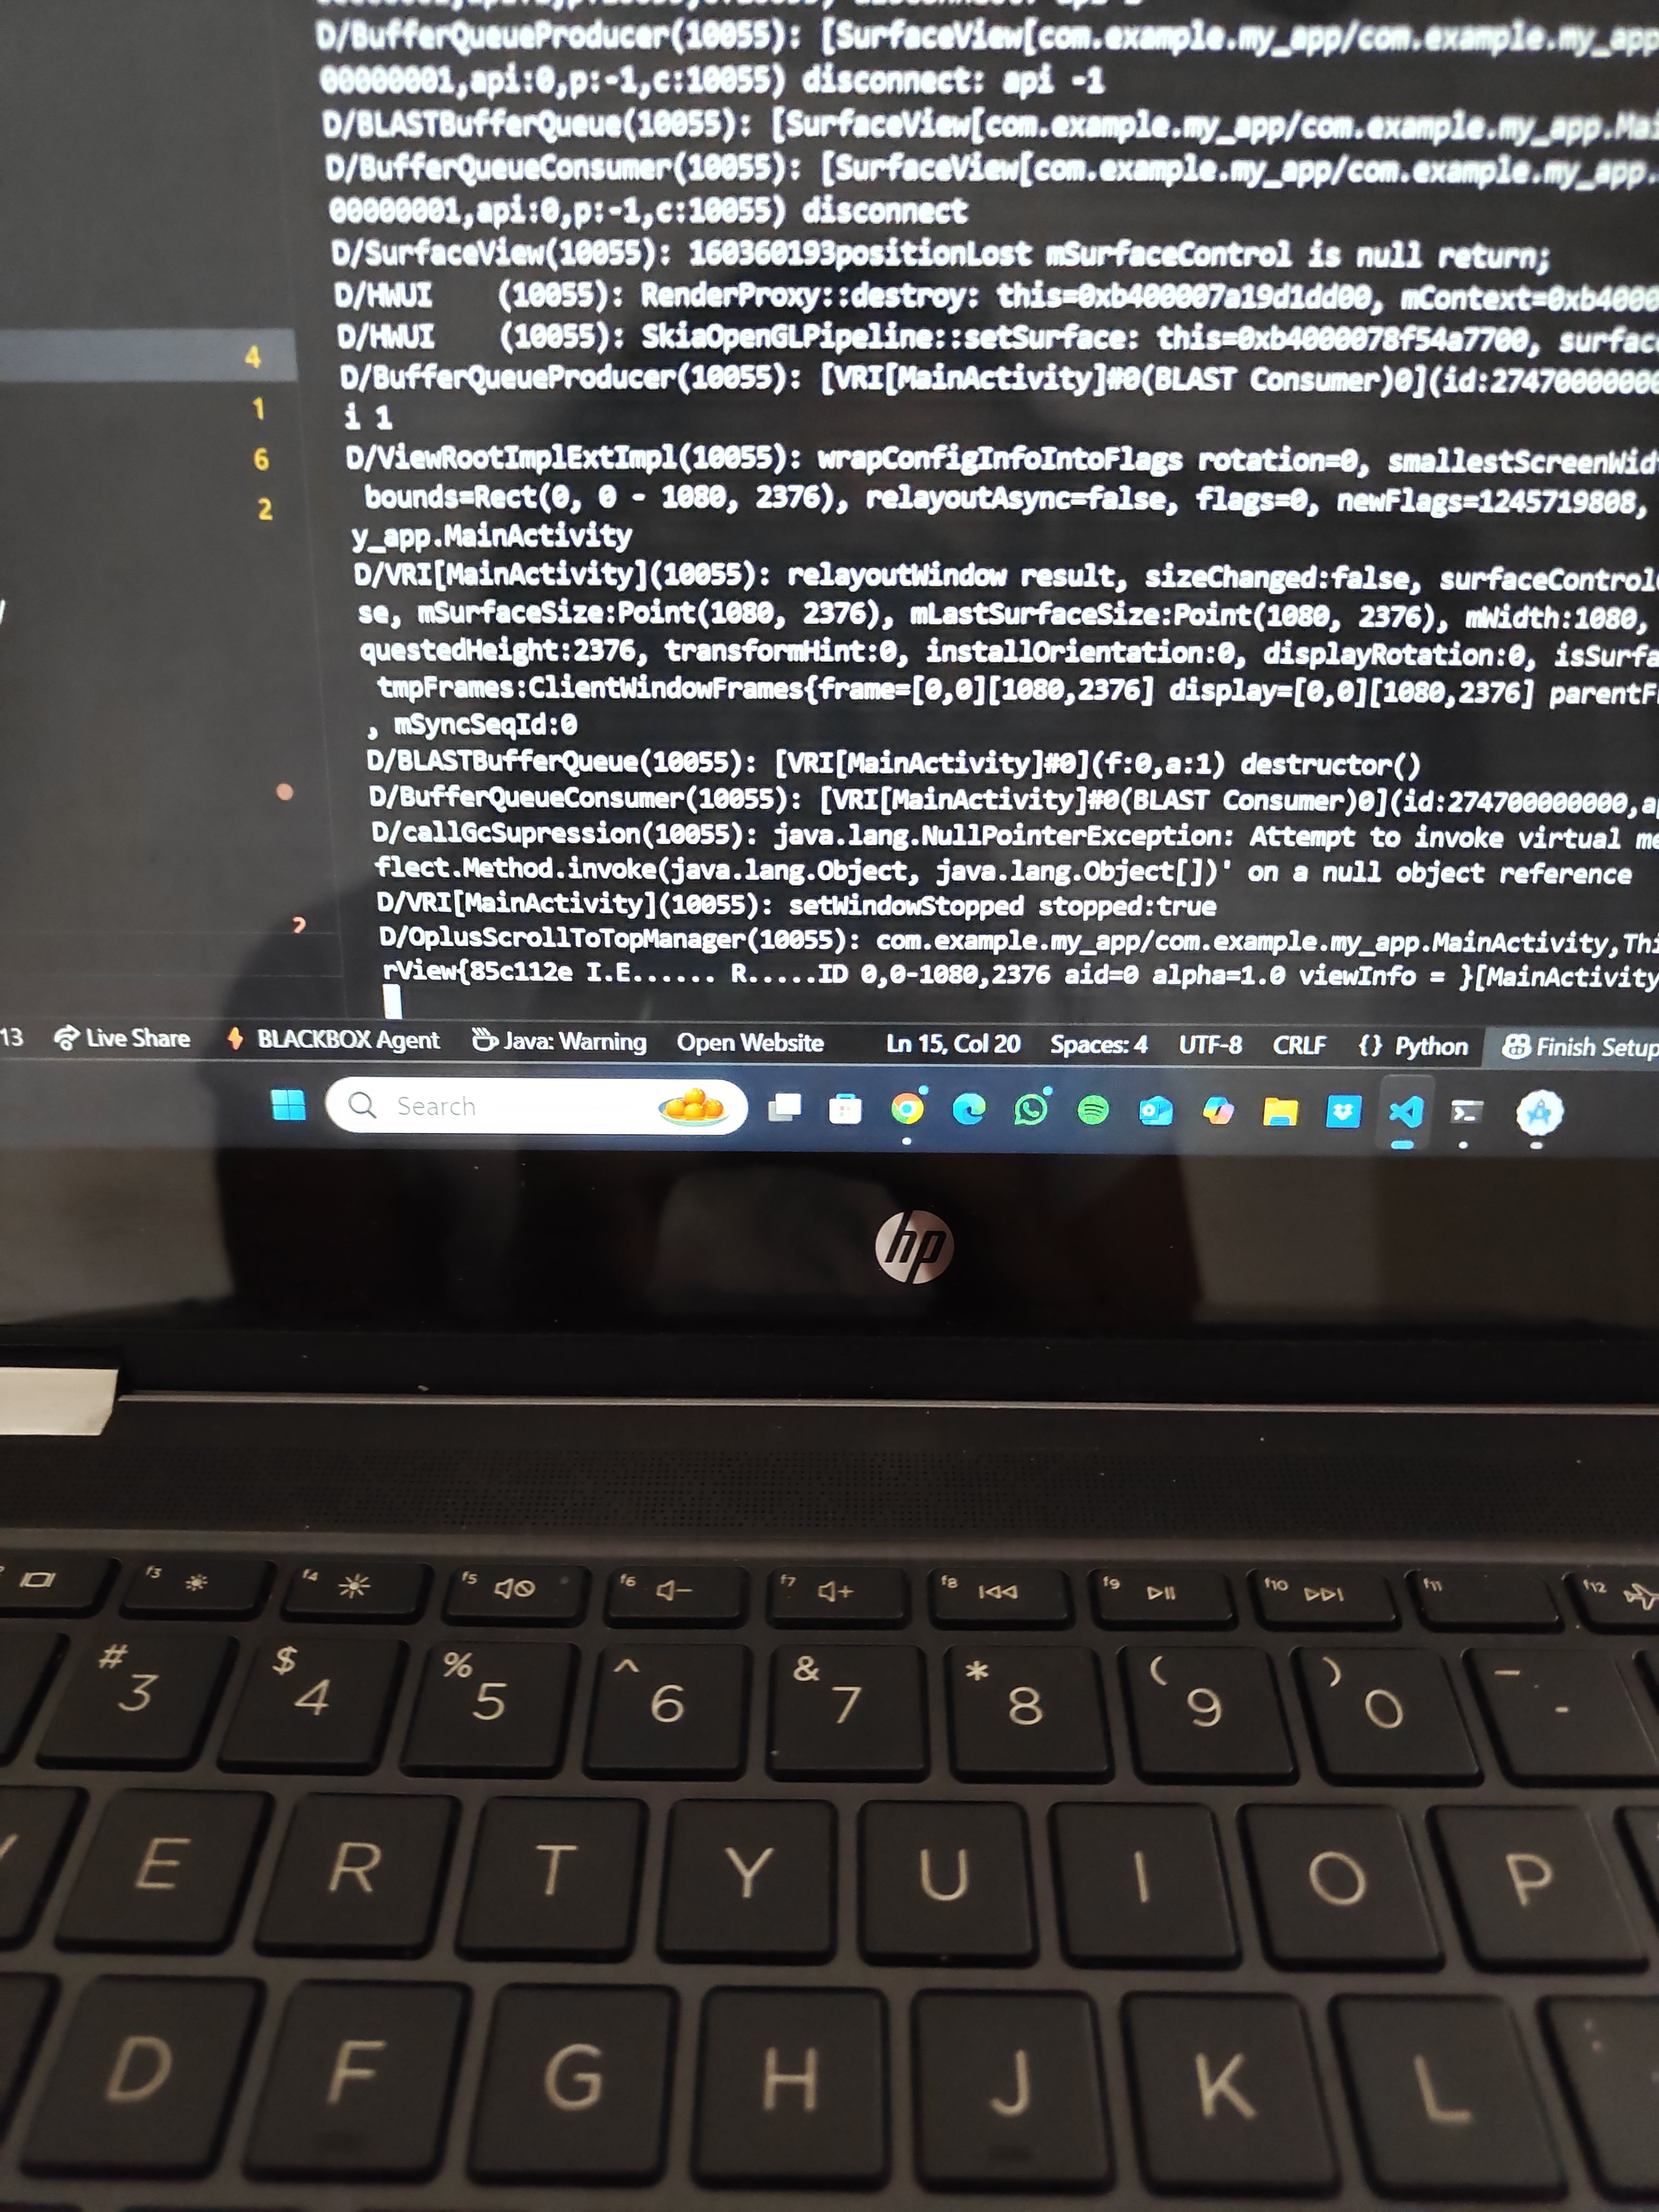 D/BufferQueueProducer(10055): [SurfaceView[com.example.my_app/com.example.my_app
00000001,api:0,p:-1,c:10055) disconnect: api -1
D/BLASTBufferQueue(10055): [SurfaceView[com.example.my_app/com.example.my_app.Mai
D/BufferQueueConsumer(10055): [SurfaceView[com.example.my_app/com.example.my_app.
00000001,api:0,p:-1,c:10055) disconnect
D/SurfaceView(10055): 160360193positionLost mSurfaceControl is null return;
D/HWUI    (10055): RenderProxy::destroy: this=0xb400007a19d1dd00, mContext=0xb4000
D/HWUI    (10055): SkiaOpenGLPipeline::setSurface: this=0xb4000078f54a7700, surfac
D/BufferQueueProducer(10055): [VRI[MainActivity]#0(BLAST Consumer)0](id:2747000000
i 1
D/ViewRootImplExtImpl(10055): wrapConfigInfoIntoFlags rotation=0, smallestScreenWid
bounds=Rect(0, 0 - 1080, 2376), relayoutAsync=false, flags=0, newFlags=1245719808,
y_app.MainActivity
D/VRI[MainActivity](10055): relayoutWindow result, sizeChanged:false, surfaceControl
se, mSurfaceSize:Point(1080, 2376), mLastSurfaceSize:Point(1080, 2376), mWidth:1080,
questedHeight:2376, transformHint:0, installOrientation:0, displayRotation:0, isSurfa
tmpFrames:ClientWindowFrames{frame=[0,0][1080,2376] display=[0,0][1080,2376] parentF
, mSyncSeqId:0
D/BLASTBufferQueue(10055): [VRI[MainActivity]#0](f:0,a:1) destructor()
D/BufferQueueConsumer(10055): [VRI[MainActivity]#0(BLAST Consumer)0](id:274700000000,a
D/callGcSupression(10055): java.lang.NullPointerException: Attempt to invoke virtual me
flect.Method.invoke(java.lang.Object, java.lang.Object[])' on a null object reference
D/VRI[MainActivity](10055): setWindowStopped stopped:true
D/OplusScrollToTopManager(10055): com.example.my_app/com.example.my_app.MainActivity,Thi
rView{85c112e I.E...... R.....ID 0,0-1080,2376 aid=0 alpha=1.0 viewInfo = }[MainActivity
4
1
6
2
2
13 Live Share BLACKBOX Agent Java: Warning Open Website Ln 15, Col 20 Spaces: 4 UTF-8 CRLF {} Python Finish Setup
Search
hp
f3 f4 f5 f6 f7 f8 f9 f10 f11 f12
# 3 $ 4 % 5 ^ 6 & 7 * 8 ( 9 ) 0 _ -
E R T Y U I O P
D F G H J K L